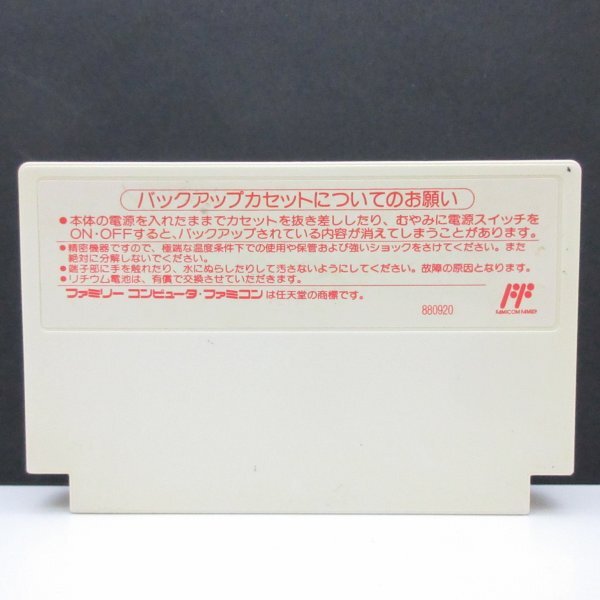 バックアップカセットについてのお願い
●本体の電源を入れたままでカセットを抜き差ししたり、むやみに電源スイッチを
ON・OFFすると、バックアップされている内容が消えてしまうことがあります。
●精密機器ですので、極端な温度条件下での使用や保管および強いショックをさけてください。また
絶対に分解しないでください。
●端子部に手を触れたり、水にぬらしたりして汚さないようにしてください。故障の原因となります。
●リチウム電池は、有償で交換させていただきます。
ファミリーコンピュータ・ファミコンは任天堂の商標です。
880920
FAMICOM FAMILY